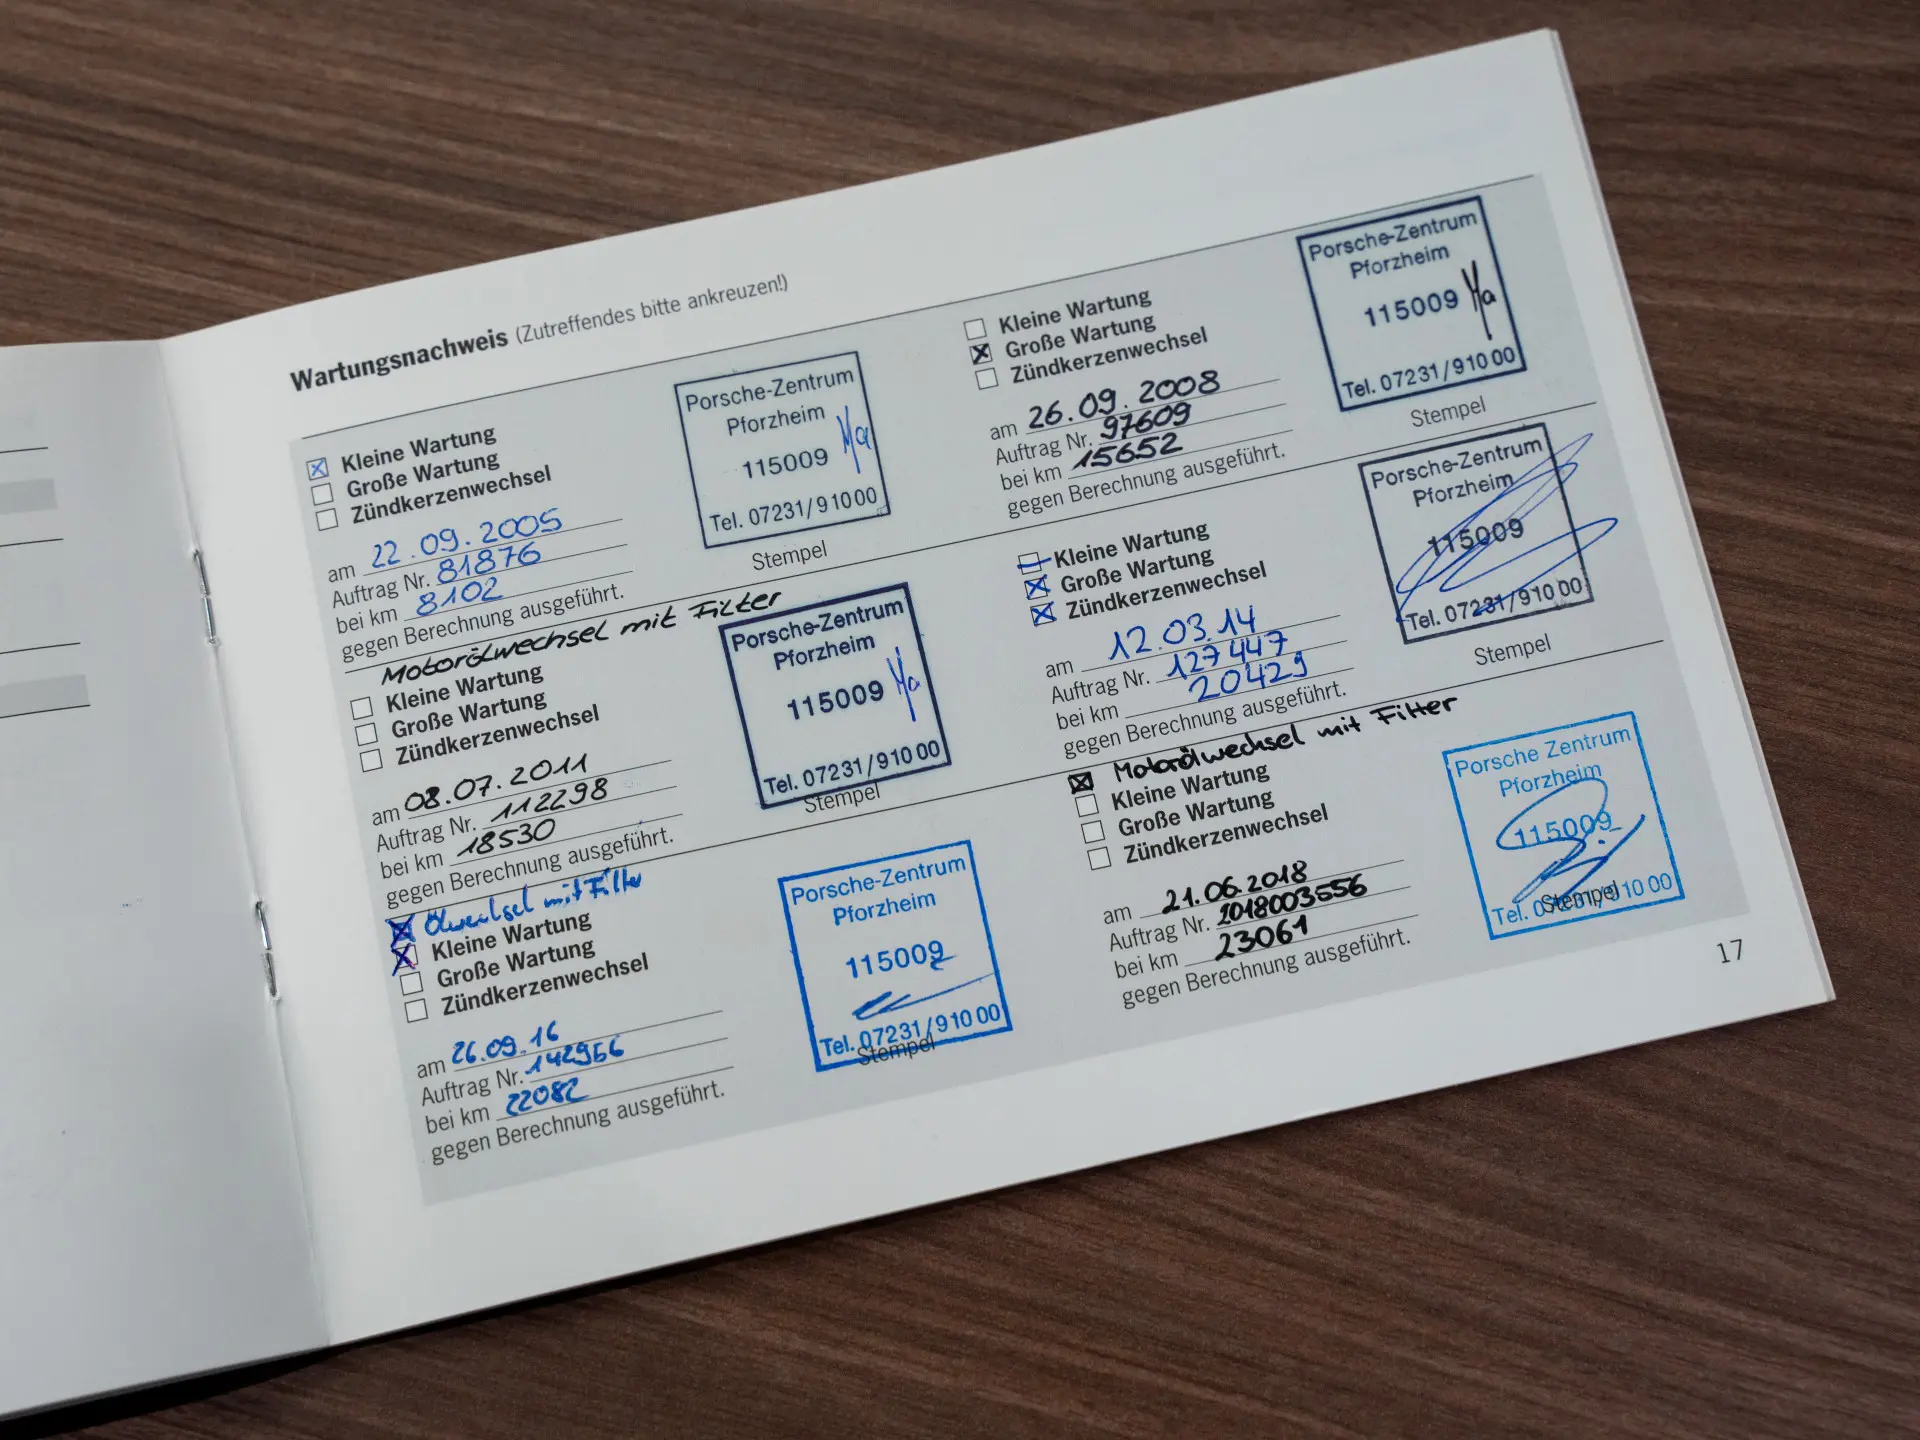 Wartungsnachweis (Zutreffendes bitte ankreuzen!)
Kleine Wartung
Große Wartung
Zündkerzenwechsel
am 22.09.2005
Auftrag Nr. 81876
bei km 8102
gegen Berechnung ausgeführt.
Porsche-Zentrum
Pforzheim
115009 Ma
Tel. 07231/910 00
Stempel
Kleine Wartung
Große Wartung
Zündkerzenwechsel
am 26.09.2008
Auftrag Nr. 97609
bei km 15652
gegen Berechnung ausgeführt.
Porsche-Zentrum
Pforzheim
115009 Ma
Tel. 07231/910 00
Stempel
Motorölwechsel mit Filter
Kleine Wartung
Große Wartung
Zündkerzenwechsel
am 08.07.2011
Auftrag Nr. 112298
bei km 18530
gegen Berechnung ausgeführt.
Porsche-Zentrum
Pforzheim
115009 Ma
Tel. 07231/910 00
Stempel
Kleine Wartung
Große Wartung
Zündkerzenwechsel
am 12.03.14
Auftrag Nr. 127447
bei km 20429
gegen Berechnung ausgeführt.
Porsche-Zentrum
Pforzheim
115009
Tel. 07231/910 00
Stempel
Ölwechsel mit Filter
Kleine Wartung
Große Wartung
Zündkerzenwechsel
am 26.09.16
Auftrag Nr. 142956
bei km 22082
gegen Berechnung ausgeführt.
Porsche-Zentrum
Pforzheim
115009
Tel. 07231/910 00
Stempel
Motorölwechsel mit Filter
Kleine Wartung
Große Wartung
Zündkerzenwechsel
am 21.06.2018
Auftrag Nr. 2018003556
bei km 23061
gegen Berechnung ausgeführt.
Porsche Zentrum
Pforzheim
115009
Tel. 07231/910 00
Stempel
17